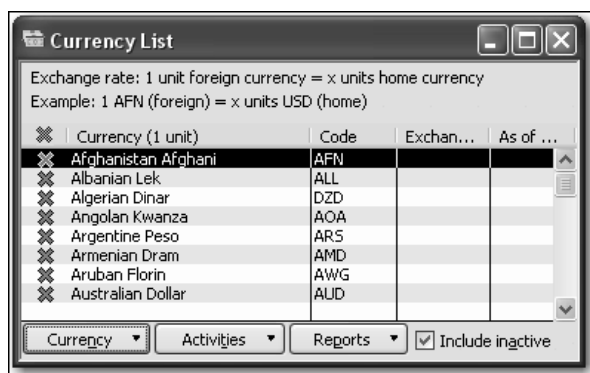 Currency List
Exchange rate: 1 unit foreign currency = x units home currency
Example: 1 AFN (foreign) = x units USD (home)
Currency (1 unit) Code Exchan... As of ...
Afghanistan Afghani AFN
Albanian Lek ALL
Algerian Dinar DZD
Angolan Kwanza AOA
Argentine Peso ARS
Armenian Dram AMD
Aruban Florin AWG
Australian Dollar AUD
Currency Activities Reports Include inactive